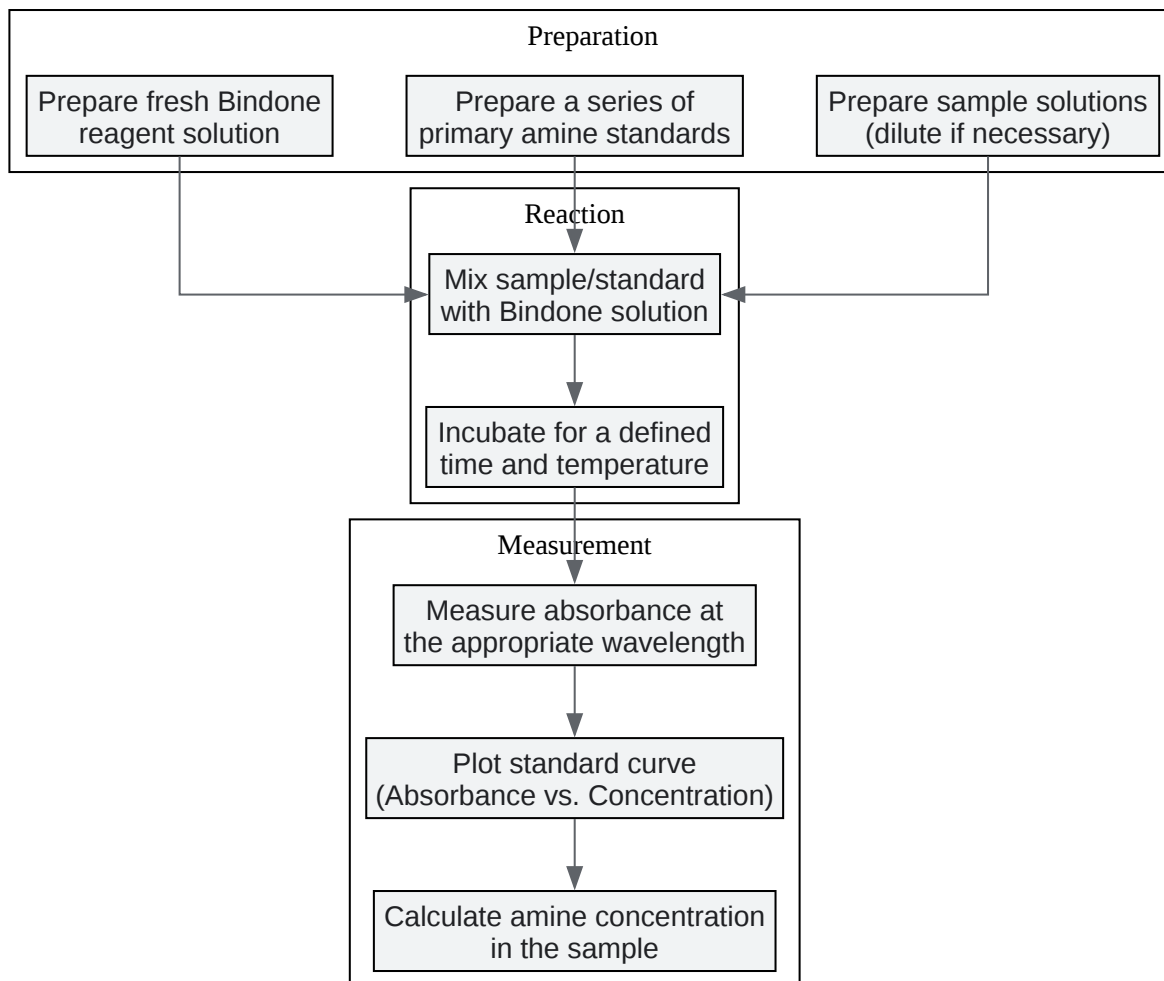 Preparation
Prepare fresh Bindone
reagent solution
Prepare a series of
primary amine standards
Prepare sample solutions
(dilute if necessary)
Reaction
Mix sample/standard
with Bindone solution
Incubate for a defined
time and temperature
Measurement
Measure absorbance at
the appropriate wavelength
Plot standard curve
(Absorbance vs. Concentration)
Calculate amine concentration
in the sample